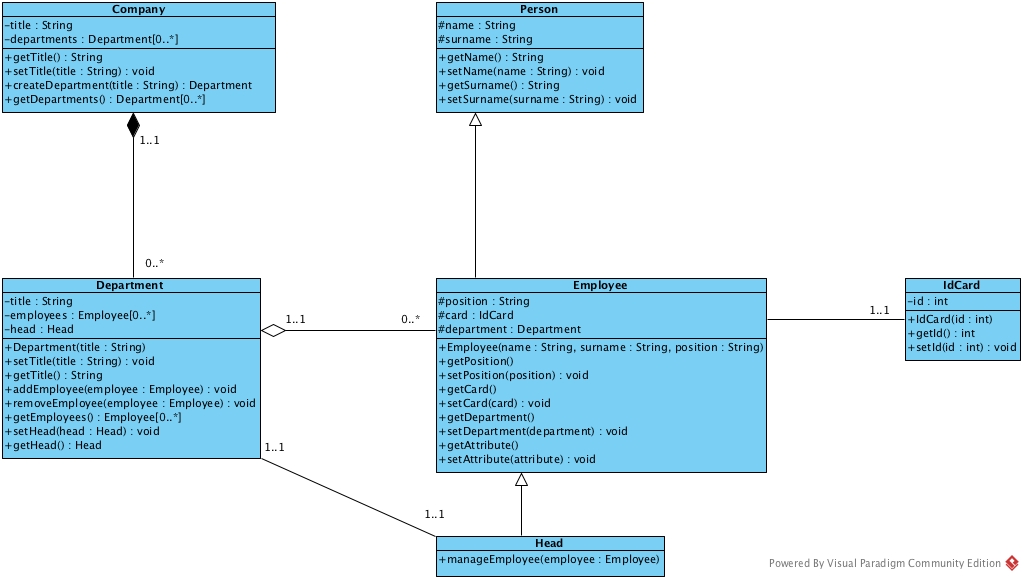 Company
-title : String
-departments : Department[0..*]
+getTitle() : String
+setTitle(title : String) : void
+createDepartment(title : String) : Department
+getDepartments() : Department[0..*]
Person
#name : String
#surname : String
+getName() : String
+setName(name : String) : void
+getSurname() : String
+setSurname(surname : String) : void
1..1
0..*
Department
-title : String
-employees : Employee[0..*]
-head : Head
+Department(title : String)
+setTitle(title : String) : void
+getTitle() : String
+addEmployee(employee : Employee) : void
+removeEmployee(employee : Employee) : void
+getEmployees() : Employee[0..*]
+setHead(head : Head) : void
+getHead() : Head
1..1
0..*
Employee
#position : String
#card : IdCard
#department : Department
+Employee(name : String, surname : String, position : String)
+getPosition()
+setPosition(position) : void
+getCard()
+setCard(card) : void
+getDepartment()
+setDepartment(department) : void
+getAttribute()
+setAttribute(attribute) : void
1..1
IdCard
-id : int
+IdCard(id : int)
+getId() : int
+setId(id : int) : void
1..1
1..1
Head
+manageEmployee(employee : Employee)
Powered By Visual Paradigm Community Edition